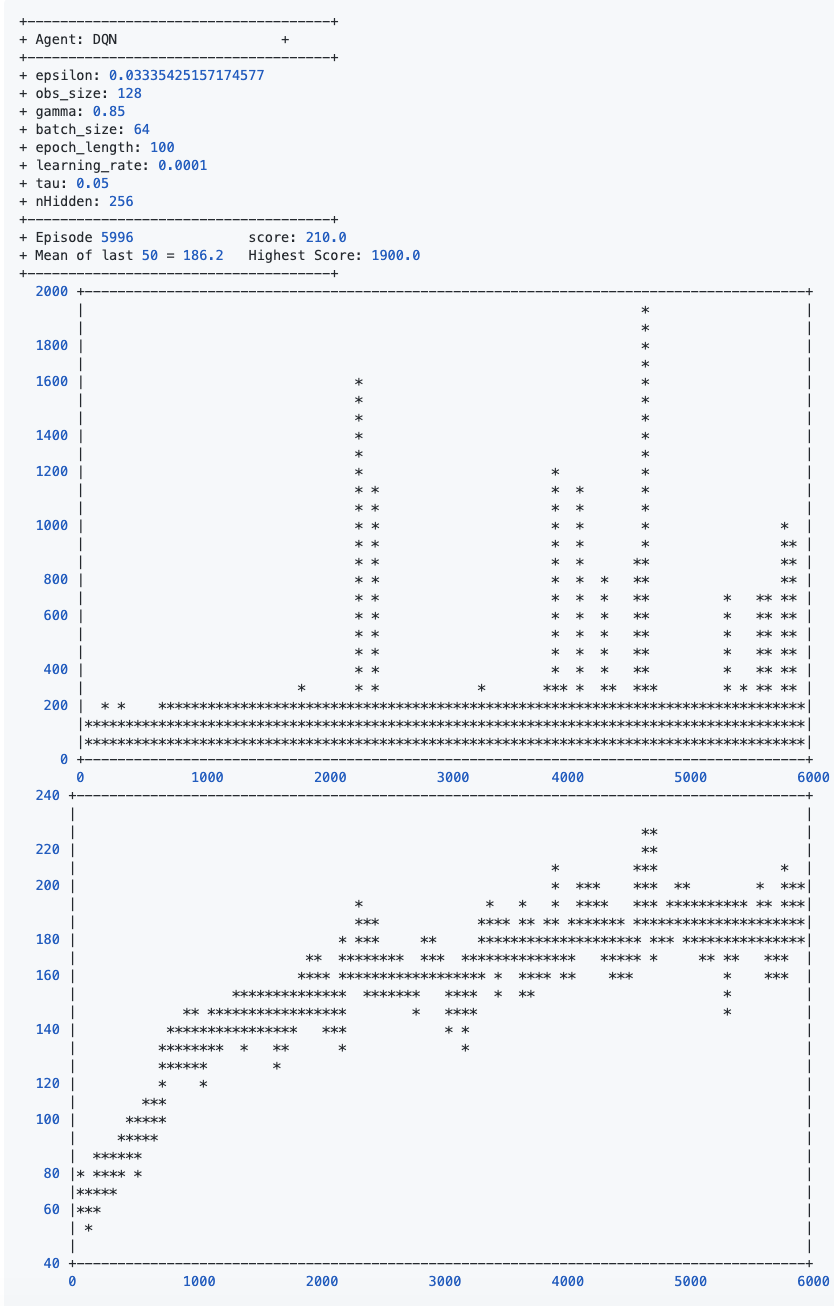 +-------------------------------------+
+ Agent: DQN +
+-------------------------------------+
+ epsilon: 0.03335425157174577
+ obs_size: 128
+ gamma: 0.85
+ batch_size: 64
+ epoch_length: 100
+ learning_rate: 0.0001
+ tau: 0.05
+ nHidden: 256
+-------------------------------------+
+ Episode 5996 score: 210.0
+ Mean of last 50 = 186.2 Highest Score: 1900.0
+-------------------------------------+
2000
1800
1600
1400
1200
1000
800
600
400
200
0
0 1000 2000 3000 4000 5000 6000
240
220
200
180
160
140
120
100
80
60
40
0 1000 2000 3000 4000 5000 6000